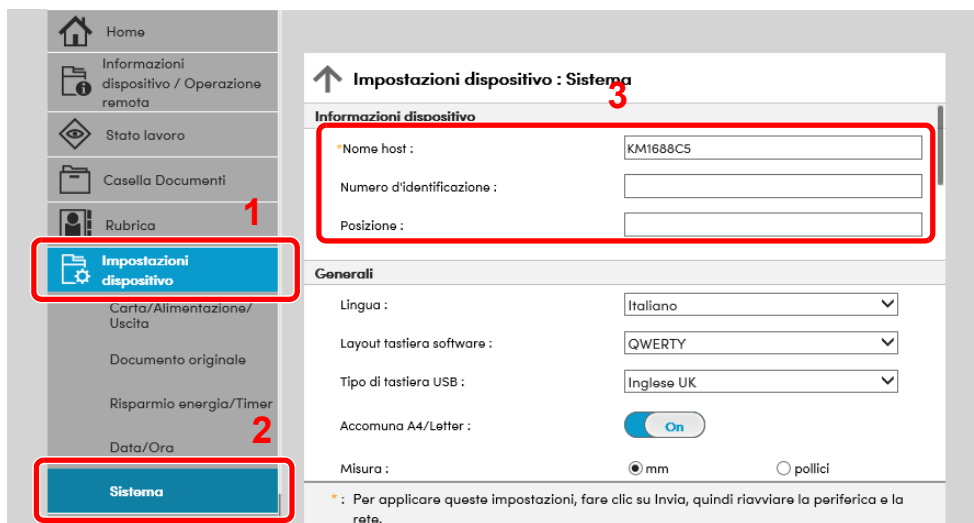 Home
Informazioni
dispositivo / Operazione
remota
Stato lavoro
Casella Documenti
Rubrica
1
Impostazioni
dispositivo
Carta/Alimentazione/
Uscita
Documento originale
Risparmio energia/Timer
Data/Ora
2
Sistema
Impostazioni dispositivo : Sistema
3
Informazioni dispositivo
*Nome host : KM1688C5
Numero d'identificazione :
Posizione :
Generali
Lingua : Italiano
Layout tastiera software : QWERTY
Tipo di tastiera USB : Inglese UK
Accomuna A4/Letter : On
Misura : mm pollici
* : Per applicare queste impostazioni, fare clic su Invia, quindi riavviare la periferica e la
rete.